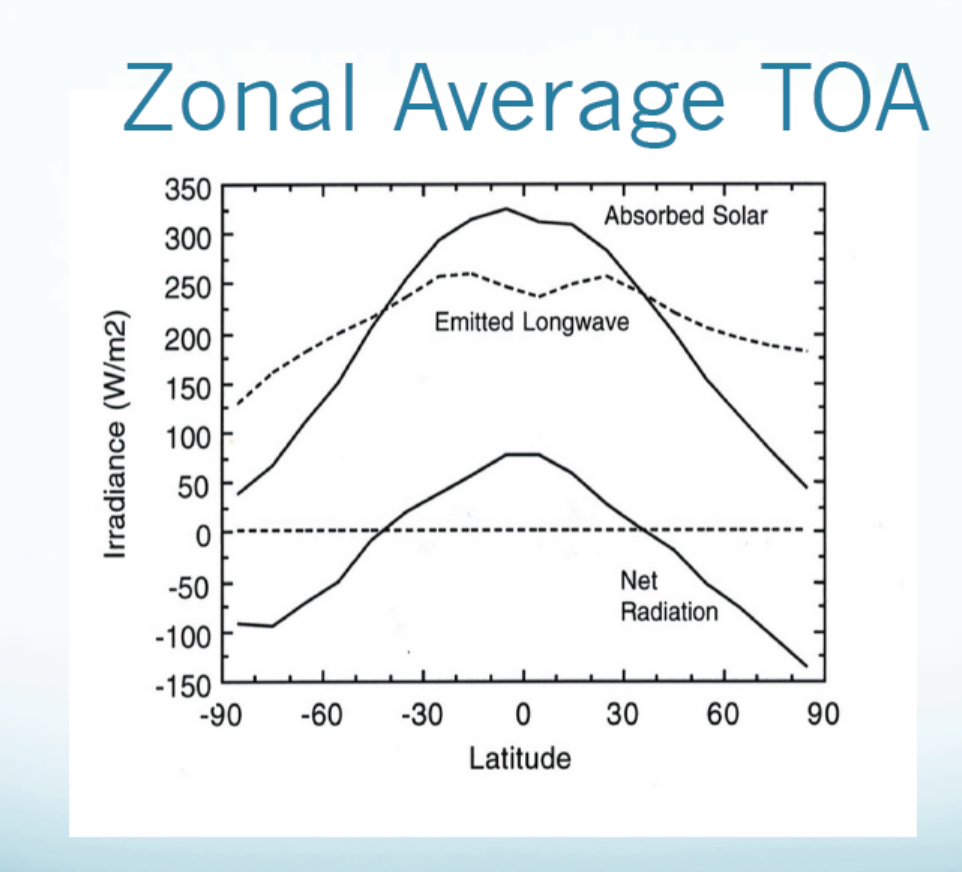 Zonal Average TOA
350
300
250
200
150
100
50
0
-50
-100
-150
Irradiance (W/m2)
Absorbed Solar
Emitted Longwave
Net
Radiation
-90 -60 -30 0 30 60 90
Latitude